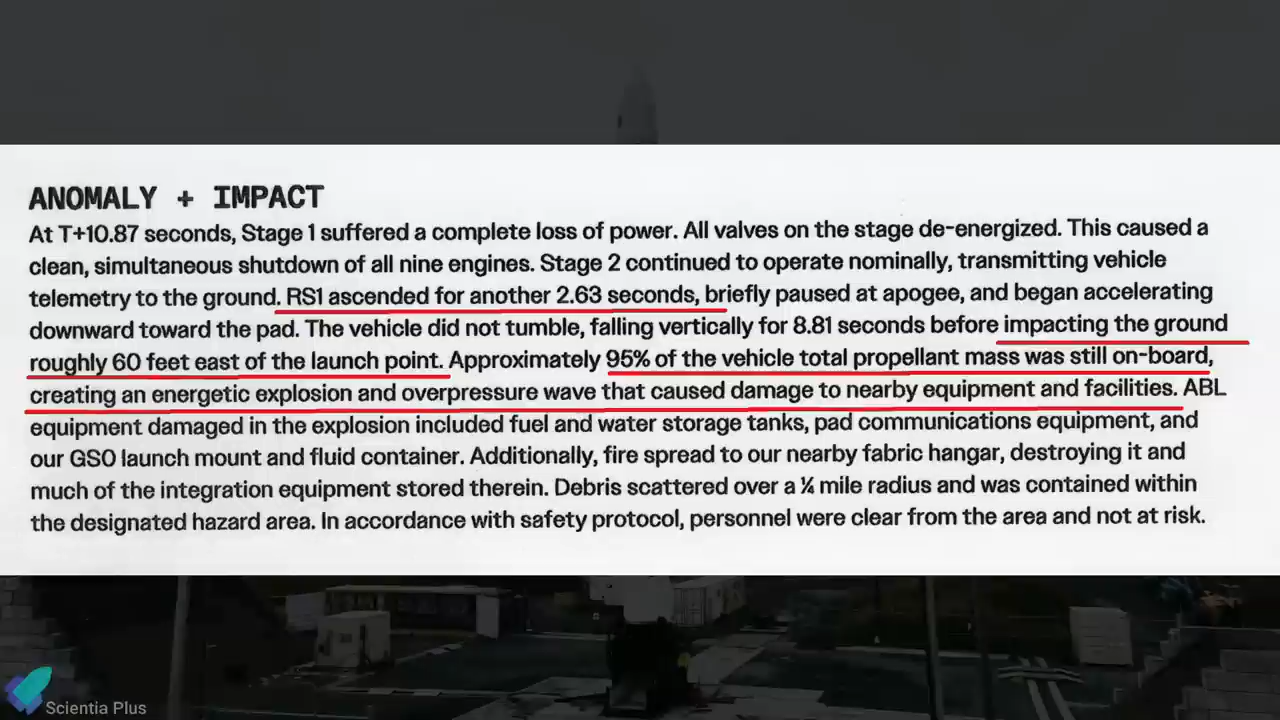 ANOMALY + IMPACT
At T+10.87 seconds, Stage 1 suffered a complete loss of power. All valves on the stage de-energized. This caused a
clean, simultaneous shutdown of all nine engines. Stage 2 continued to operate nominally, transmitting vehicle
telemetry to the ground. RS1 ascended for another 2.63 seconds, briefly paused at apogee, and began accelerating
downward toward the pad. The vehicle did not tumble, falling vertically for 8.81 seconds before impacting the ground
roughly 60 feet east of the launch point. Approximately 95% of the vehicle total propellant mass was still on-board,
creating an energetic explosion and overpressure wave that caused damage to nearby equipment and facilities. ABL
equipment damaged in the explosion included fuel and water storage tanks, pad communications equipment, and
our GS0 launch mount and fluid container. Additionally, fire spread to our nearby fabric hangar, destroying it and
much of the integration equipment stored therein. Debris scattered over a ¼ mile radius and was contained within
the designated hazard area. In accordance with safety protocol, personnel were clear from the area and not at risk.
Scientia Plus